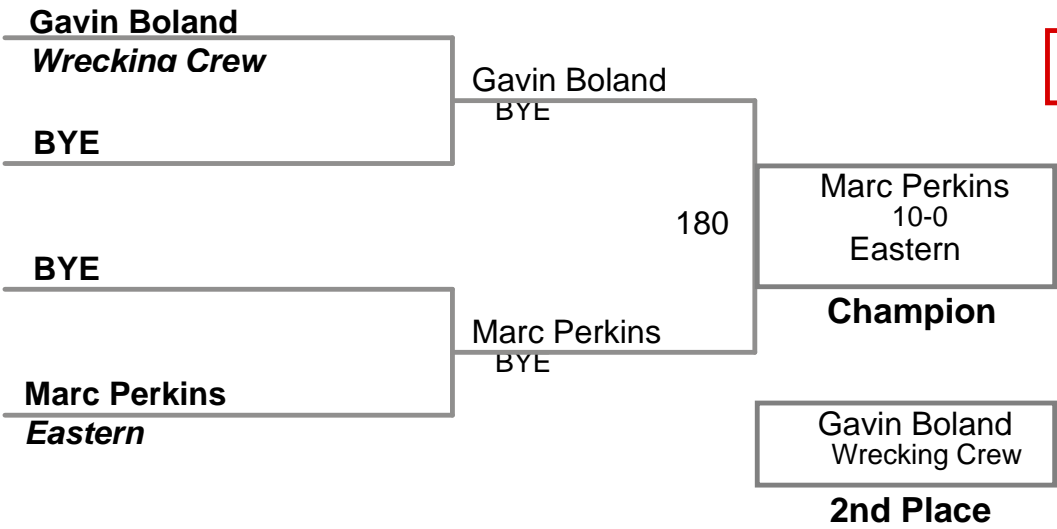 Gavin Boland
Wrecking Crew
BYE
BYE
Marc Perkins
Eastern
Gavin Boland
BYE
180
Marc Perkins
BYE
Marc Perkins
10-0
Eastern
Champion
Gavin Boland
Wrecking Crew
2nd Place